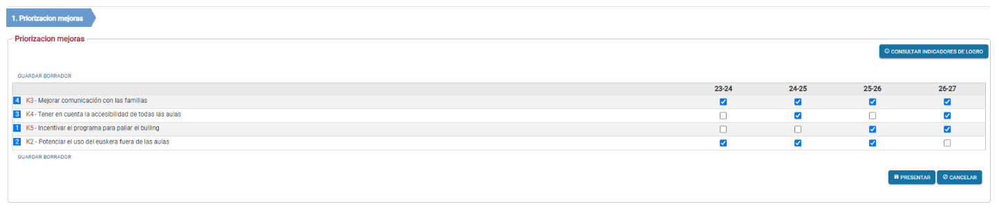 1. Priorizacion mejoras
Priorizacion mejoras
CONSULTAR INDICADORES DE LOGRO
GUARDAR BORRADOR
23-24 24-25 25-26 26-27
4 K3- Mejorar comunicación con las familias
3 K4- Tener en cuenta la accesibilidad de todas las aulas
1 K5- Incentivar el programa para paliar el bulling
2 K2 - Potenciar el uso del euskera fuera de las aulas
GUARDAR BORRADOR
PRESENTAR CANCELAR